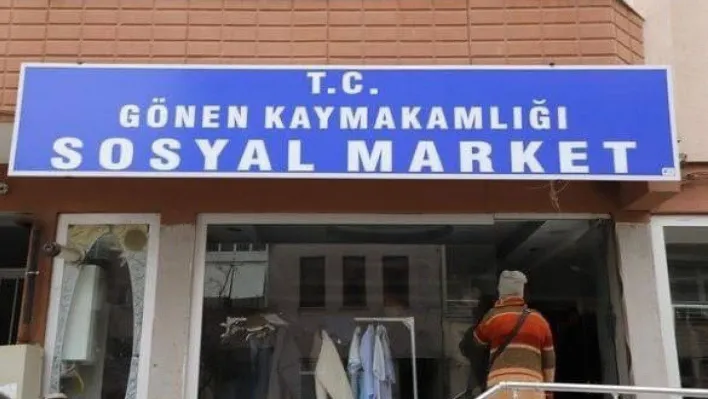 T.C.
GÖNEN KAYMAKAMLIĞI
SOSYAL MARKET